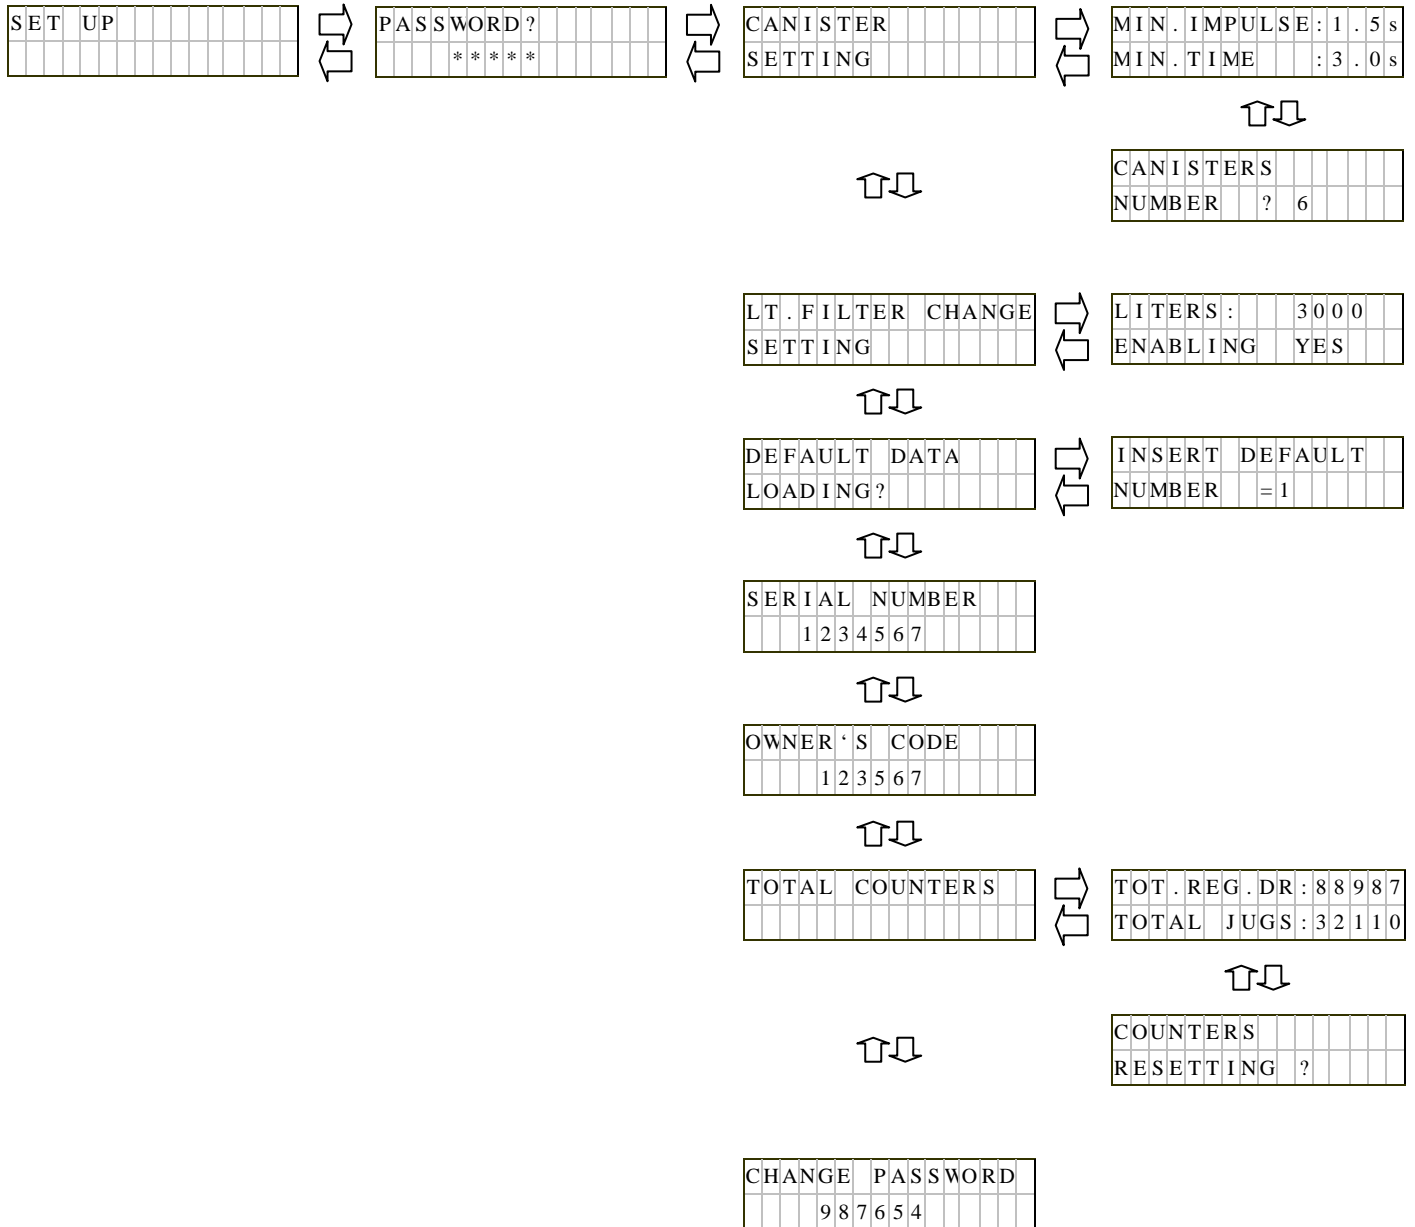 SET UP
PASSWORD?
*****
CANISTER
SETTING
MIN.IMPULSE:1.5s
MIN.TIME :3.0s
CANISTERS
NUMBER ? 6
LT.FILTER CHANGE
SETTING
LITERS: 3000
ENABLING YES
DEFAULT DATA
LOADING?
INSERT DEFAULT
NUMBER =1
SERIAL NUMBER
1234567
OWNER‘S CODE
123567
TOTAL COUNTERS
TOT.REG.DR:88987
TOTAL JUGS:32110
COUNTERS
RESETTING ?
CHANGE PASSWORD
987654